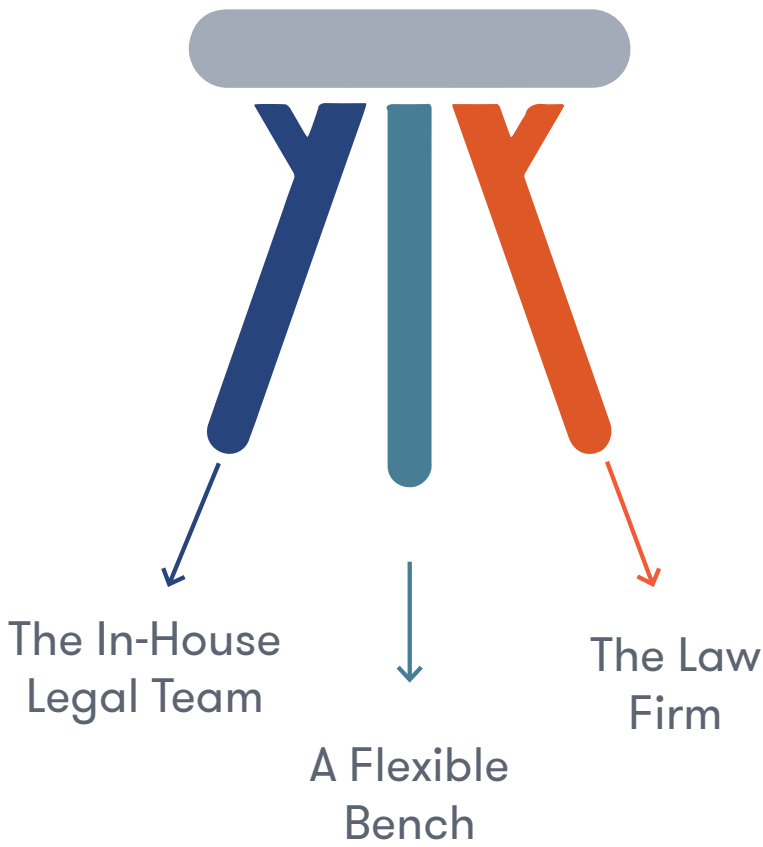 The In-House
Legal Team
A Flexible
Bench
The Law
Firm